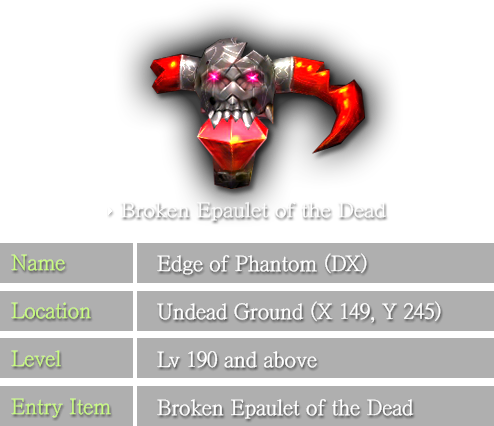 Broken Epaulet of the Dead
Name Edge of Phantom (DX)
Location Undead Ground (X 149, Y 245)
Level Lv 190 and above
Entry Item Broken Epaulet of the Dead